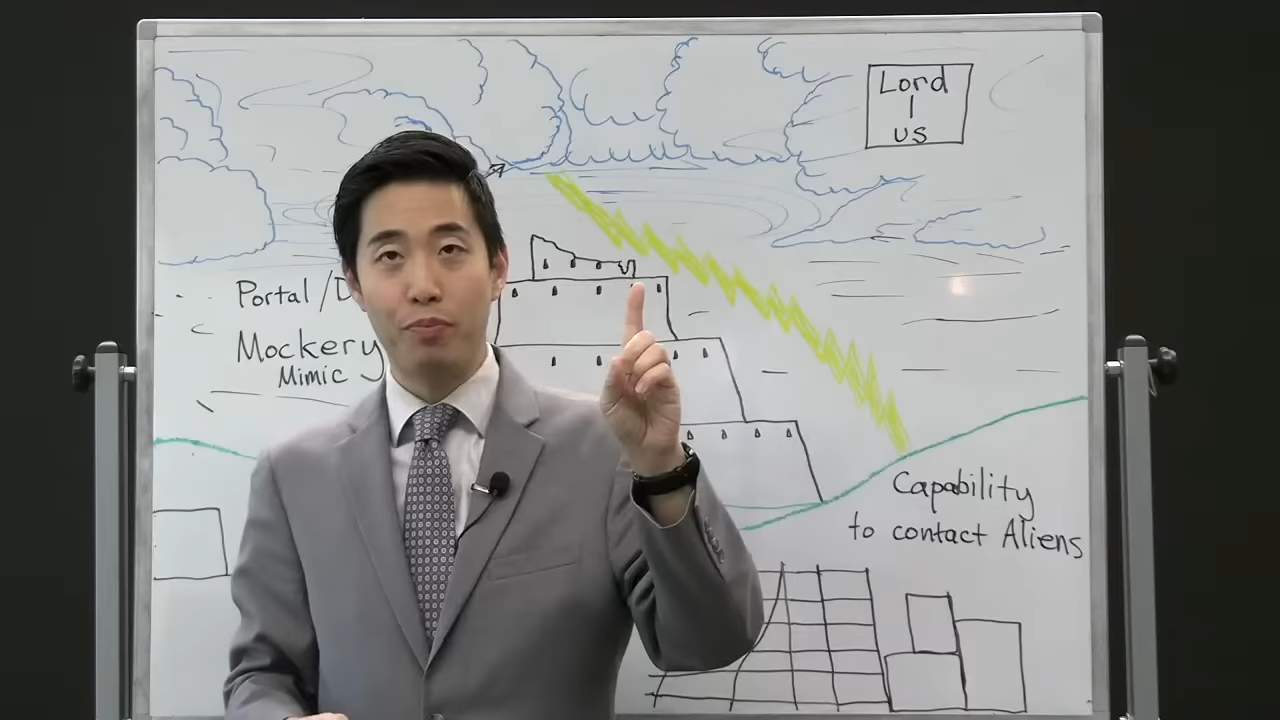 Lord
US
Portal /D
Mockery
Mimic
Capability
to contact Aliens